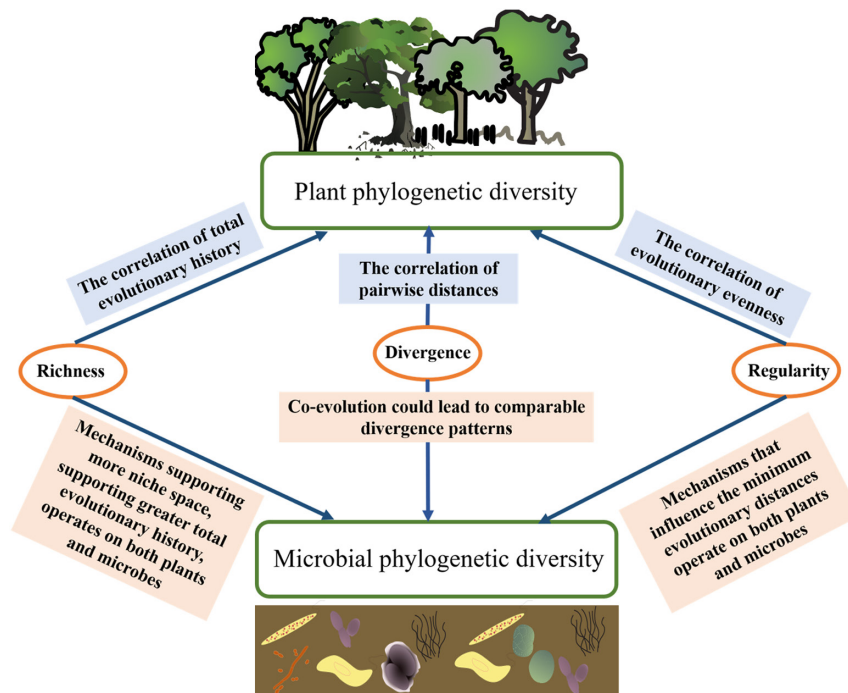 Plant phylogenetic diversity
The correlation of total
evolutionary history
The correlation of
pairwise distances
The correlation of
evolutionary evenness
Richness
Divergence
Regularity
Mechanisms supporting
more niche space,
supporting greater total
evolutionary history,
operates on both plants
and microbes
Co-evolution could lead to comparable
divergence patterns
Mechanisms that
influence the minimum
evolutionary distances
operate on both plants
and microbes
Microbial phylogenetic diversity